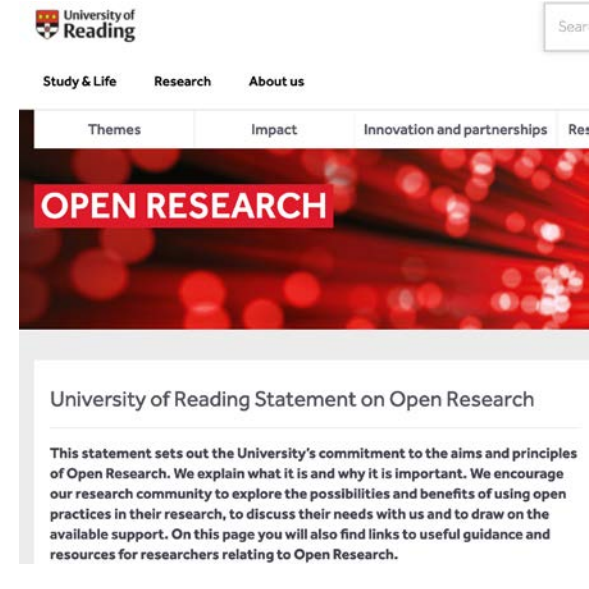 University of
Reading
Sear
Study & Life Research About us
Themes Impact Innovation and partnerships Res
OPEN RESEARCH
University of Reading Statement on Open Research
This statement sets out the University's commitment to the aims and principles
of Open Research. We explain what it is and why it is important. We encourage
our research community to explore the possibilities and benefits of using open
practices in their research, to discuss their needs with us and to draw on the
available support. On this page you will also find links to useful guidance and
resources for researchers relating to Open Research.